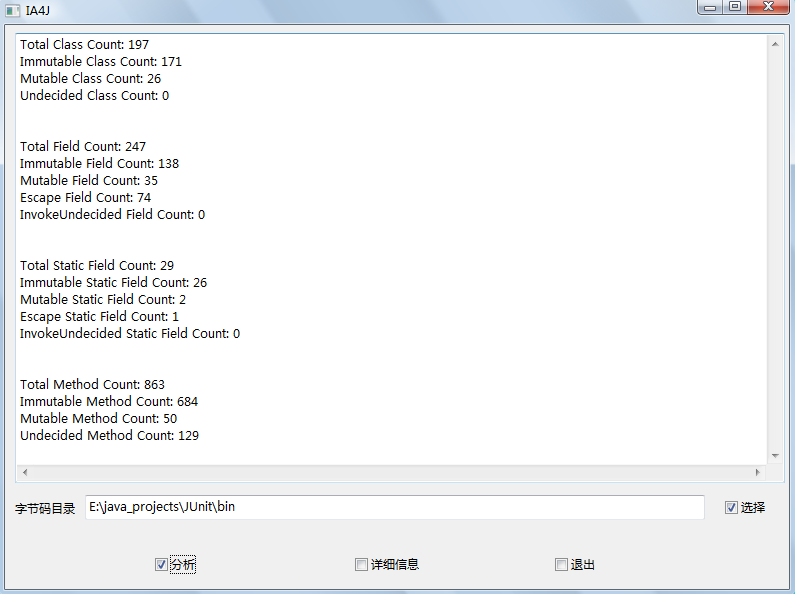 IA4J
Total Class Count: 197
Immutable Class Count: 171
Mutable Class Count: 26
Undecided Class Count: 0
Total Field Count: 247
Immutable Field Count: 138
Mutable Field Count: 35
Escape Field Count: 74
InvokeUndecided Field Count: 0
Total Static Field Count: 29
Immutable Static Field Count: 26
Mutable Static Field Count: 2
Escape Static Field Count: 1
InvokeUndecided Static Field Count: 0
Total Method Count: 863
Immutable Method Count: 684
Mutable Method Count: 50
Undecided Method Count: 129
字节码目录 E:\java_projects\JUnit\bin 选择
分析 详细信息 退出